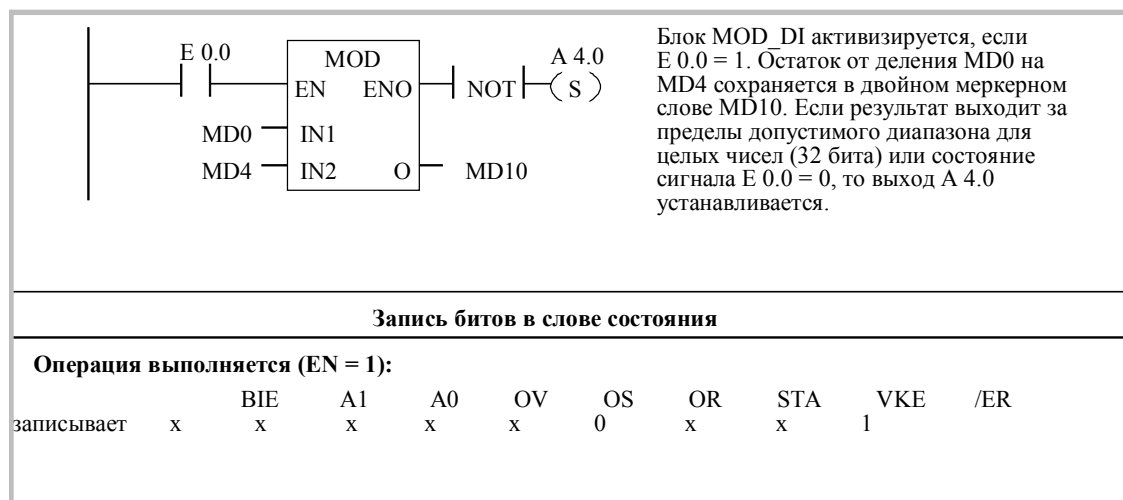 E 0.0
MOD
A 4.0
EN ENO
NOT
( S )
MD0 IN1
MD4 IN2 O MD10
Блок MOD_DI активизируется, если
E 0.0 = 1. Остаток от деления MD0 на
MD4 сохраняется в двойном меркерном
слове MD10. Если результат выходит за
пределы допустимого диапазона для
целых чисел (32 бита) или состояние
сигнала E 0.0 = 0, то выход A 4.0
устанавливается.
Запись битов в слове состояния
Операция выполняется (EN = 1):
BIE A1 A0 OV OS OR STA VKE /ER
записывает x x x x x 0 x x 1